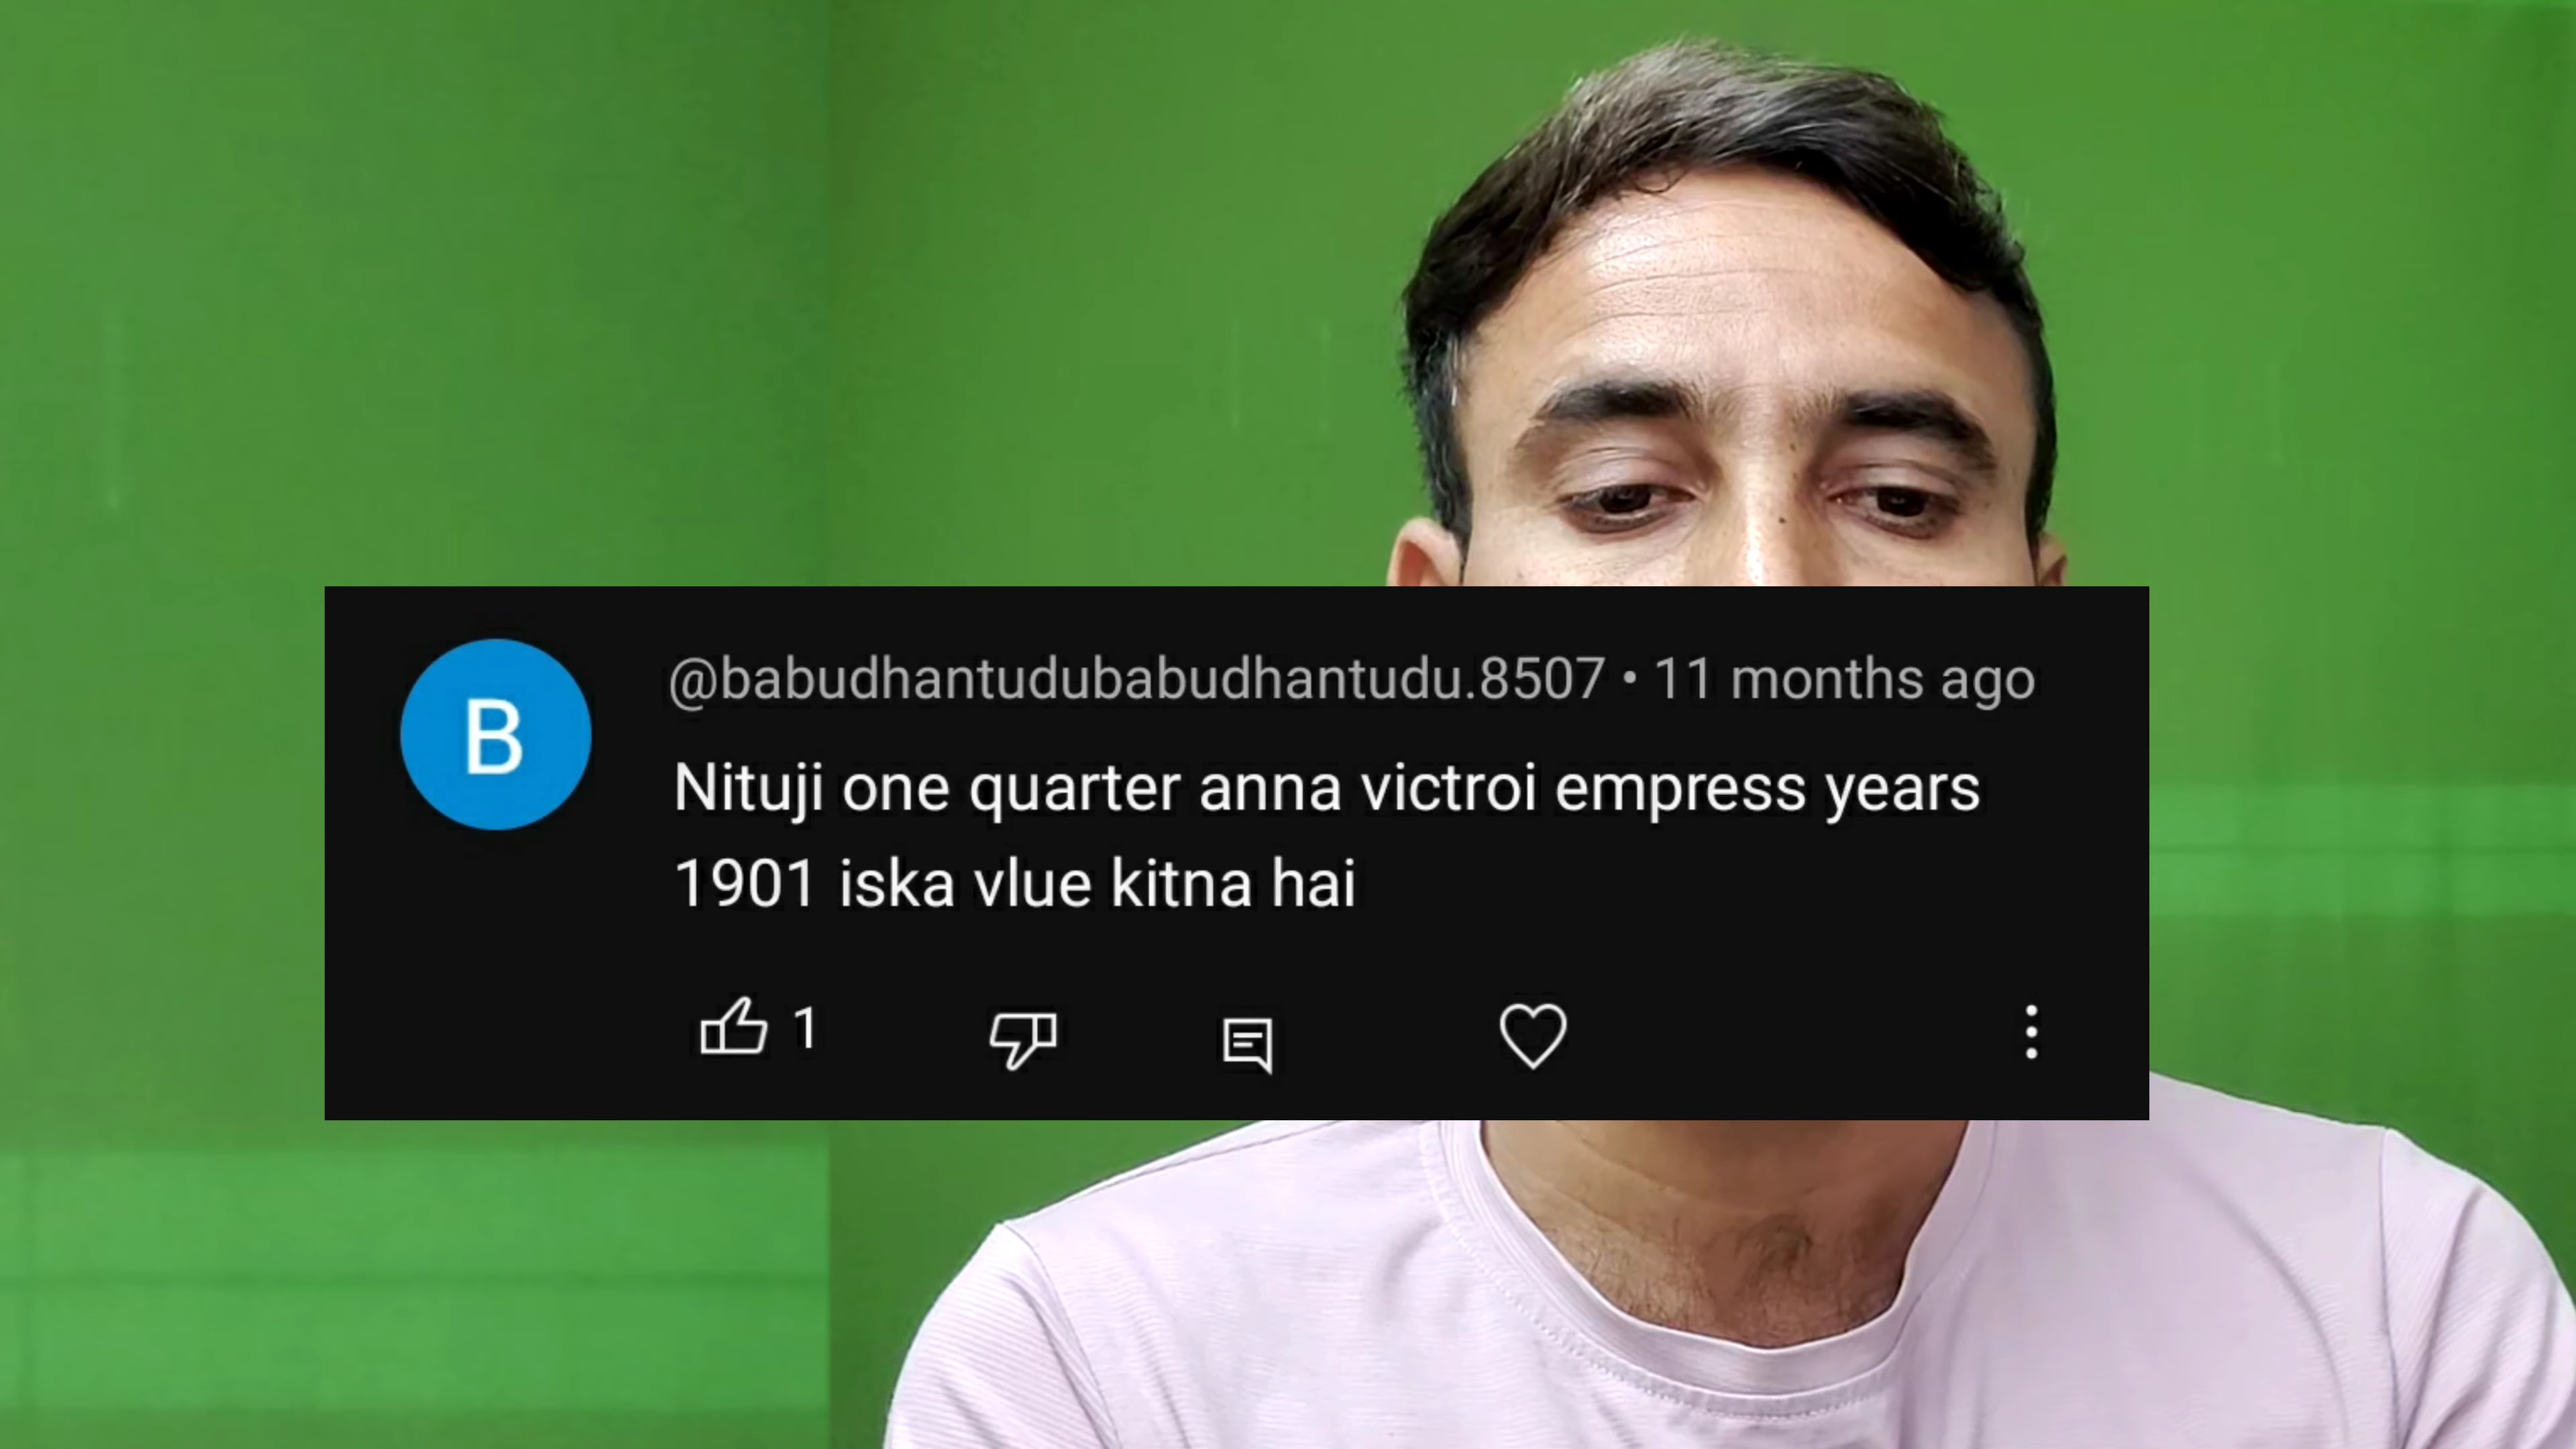 B
@babudhantudubabudhantudu.8507 • 11 months ago
Nituji one quarter anna victroi empress years
1901 iska vlue kitna hai
1